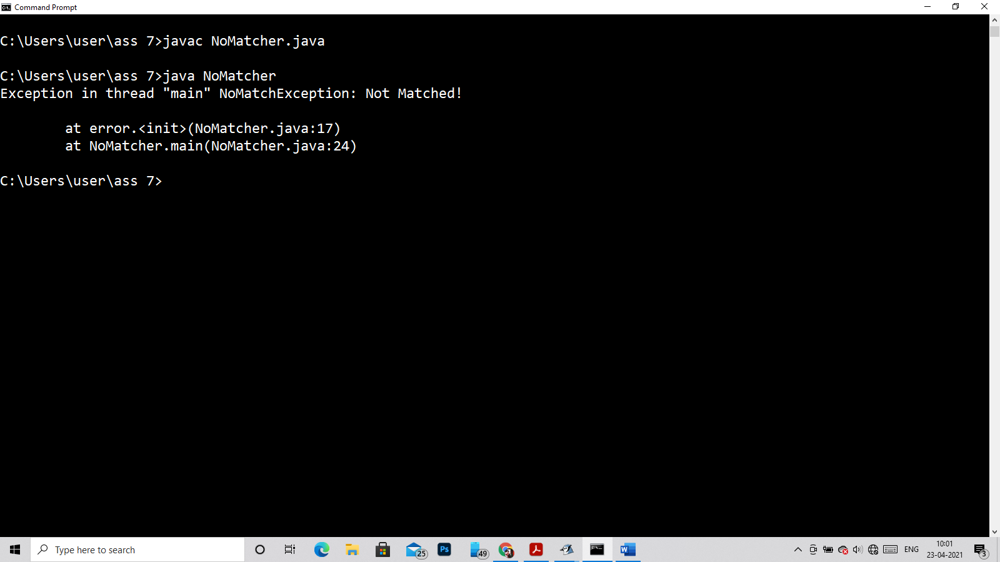 Command Prompt
C:\Users\user\ass 7>javac NoMatcher.java
C:\Users\user\ass 7>java NoMatcher
Exception in thread "main" NoMatchException: Not Matched!
at error.<init>(NoMatcher.java:17)
at NoMatcher.main(NoMatcher.java:24)
C:\Users\user\ass 7>
Type here to search
25
Ps
49
ENG
10:01
23-04-2021
3